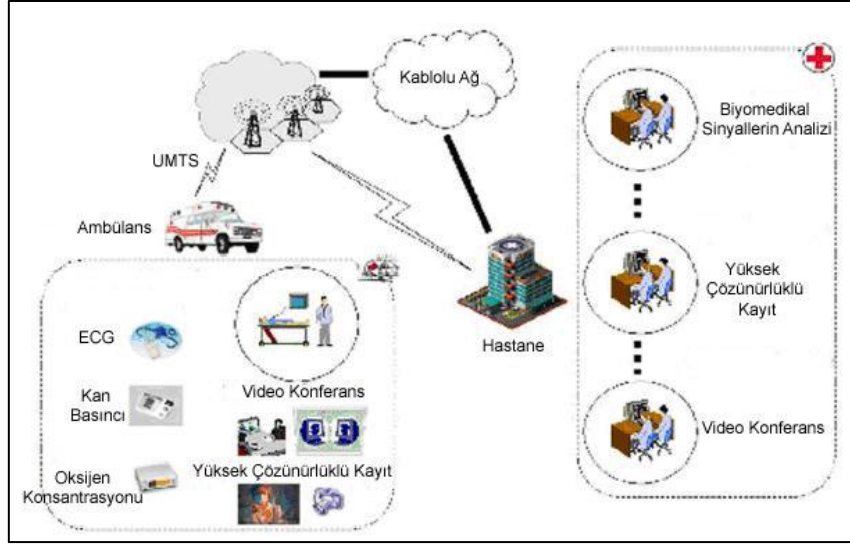 Kablolu Ağ
UMTS
Ambülans
Hastane
ECG
Kan
Basıncı
Oksijen
Konsantrasyonu
Video Konferans
Yüksek Çözünürlüklü Kayıt
Biyomedikal
Sinyallerin Analizi
Yüksek
Çözünürlüklü
Kayıt
Video Konferans